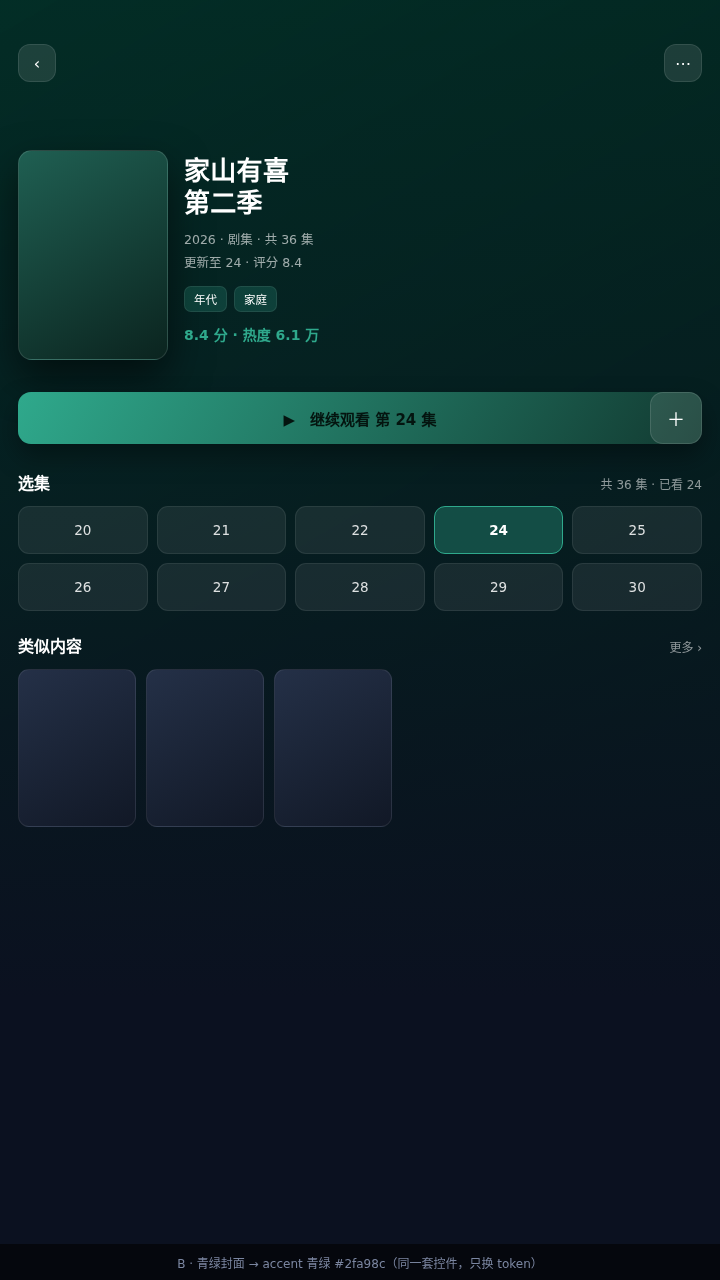 ‹
⋯
家山有喜
第二季
2026 · 剧集 · 共 36 集
更新至 24 · 评分 8.4
年代 家庭
8.4 分 · 热度 6.1 万
▶ 继续观看 第 24 集 +
选集 共 36 集 · 已看 24
20 21 22 24 25
26 27 28 29 30
类似内容 更多 ›
B · 青绿封面 → accent 青绿 #2fa98c（同一套控件，只换 token）